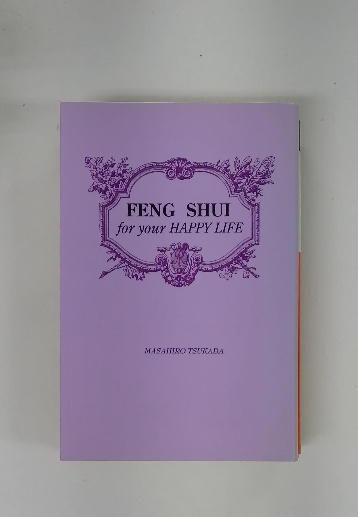 FENG SHUI
for your HAPPY LIFE
MASAHIRO TSUKADA